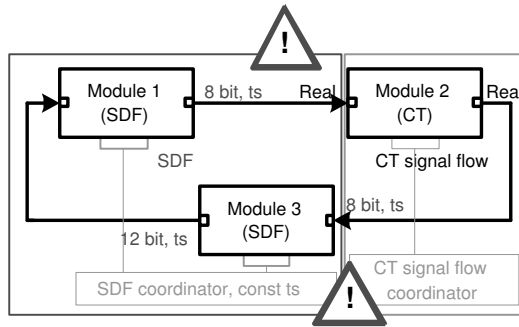 !
Module 1
(SDF)
8 bit, ts
Real
Module 2
(CT)
Real
SDF
CT signal flow
Module 3
(SDF)
8 bit, ts
12 bit, ts
SDF coordinator, const ts
!
CT signal flow
coordinator